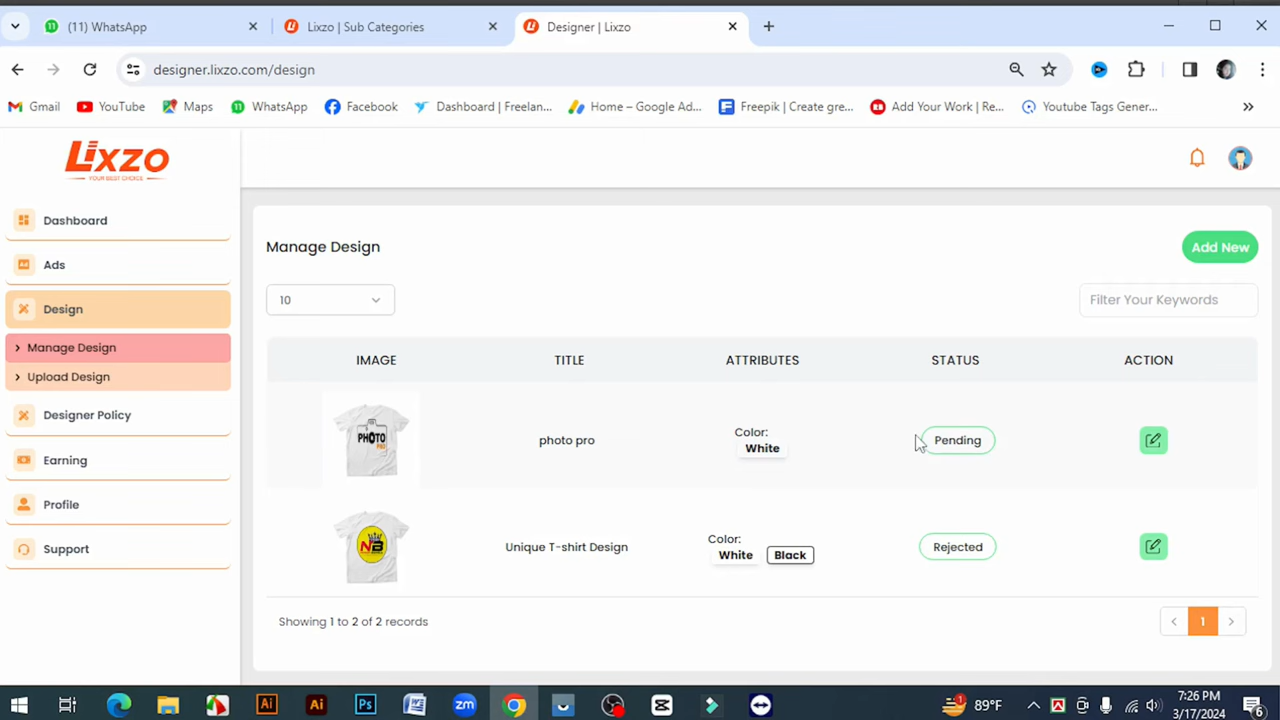 (11) WhatsApp
Lixzo | Sub Categories
Designer | Lixzo
designer.lixzo.com/design
Gmail
YouTube
Maps
WhatsApp
Facebook
Dashboard | Freelan...
Home – Google Ad...
Freepik | Create gre...
Add Your Work | Re...
Youtube Tags Gener...
Lixzo
YOUR BEST CHOICE
Dashboard
Ads
Design
Manage Design
Upload Design
Designer Policy
Earning
Profile
Support
Manage Design
Add New
10
Filter Your Keywords
IMAGE TITLE ATTRIBUTES STATUS ACTION
PHOTO
PRO
photo pro
Color:
White
Pending
NB
Unique T-shirt Design
Color:
White Black
Rejected
Showing 1 to 2 of 2 records
1
89°F
7:26 PM
3/17/2024
6